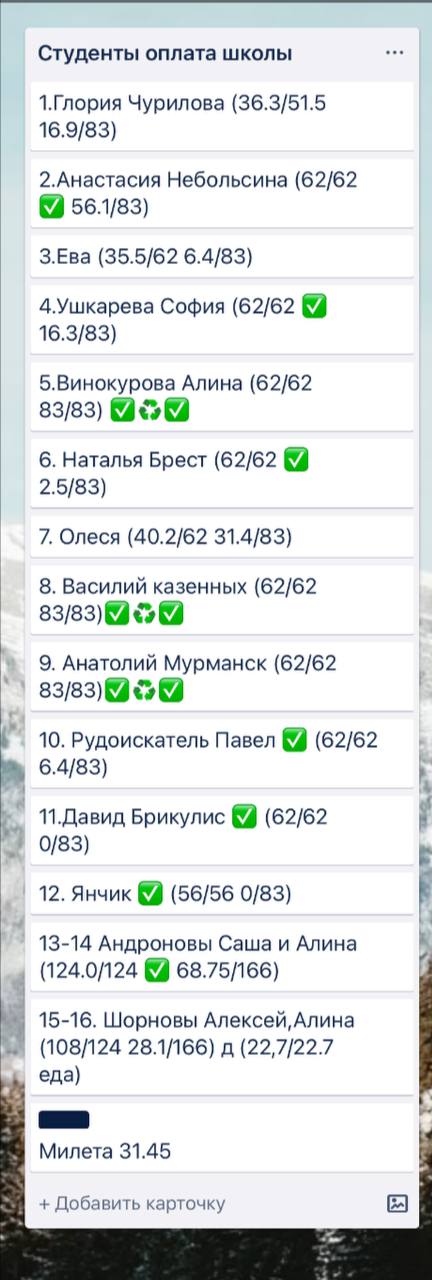 Студенты оплата школы ...
1.Глория Чурилова (36.3/51.5
16.9/83)
2.Анастасия Небольсина (62/62
✅ 56.1/83)
3.Ева (35.5/62 6.4/83)
4.Ушкарева София (62/62 ✅
16.3/83)
5.Винокурова Алина (62/62
83/83) ✅♻️✅
6. Наталья Брест (62/62 ✅
2.5/83)
7. Олеся (40.2/62 31.4/83)
8. Василий казенных (62/62
83/83)✅♻️✅
9. Анатолий Мурманск (62/62
83/83)✅♻️✅
10. Рудоискатель Павел ✅ (62/62
6.4/83)
11.Давид Брикулис ✅ (62/62
0/83)
12. Янчик ✅ (56/56 0/83)
13-14 Андроновы Саша и Алина
(124.0/124 ✅ 68.75/166)
15-16. Шорновы Алексей,Алина
(108/124 28.1/166) д (22,7/22.7
еда)
Милета 31.45
+ Добавить карточку